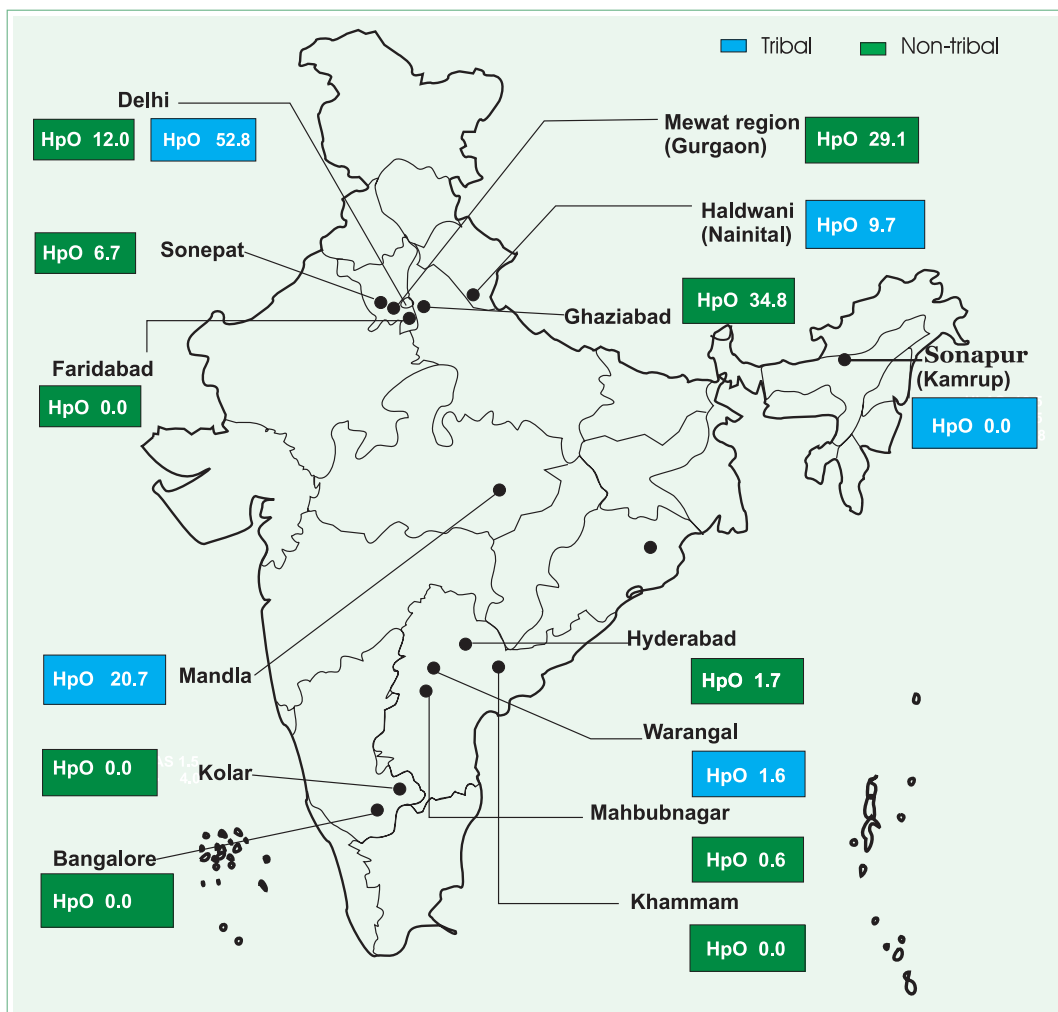 Tribal
Non-tribal
Delhi
HpO 12.0
HpO 52.8
Mewat region
(Gurgaon)
HpO 29.1
Haldwani
(Nainital)
HpO 9.7
Sonepat
HpO 6.7
Ghaziabad
HpO 34.8
Faridabad
HpO 0.0
Sonapur
(Kamrup)
HpO 0.0
Mandla
HpO 20.7
Hyderabad
HpO 1.7
Warangal
HpO 1.6
Kolar
HpO 0.0
Mahbubnagar
HpO 0.6
Bangalore
HpO 0.0
Khammam
HpO 0.0